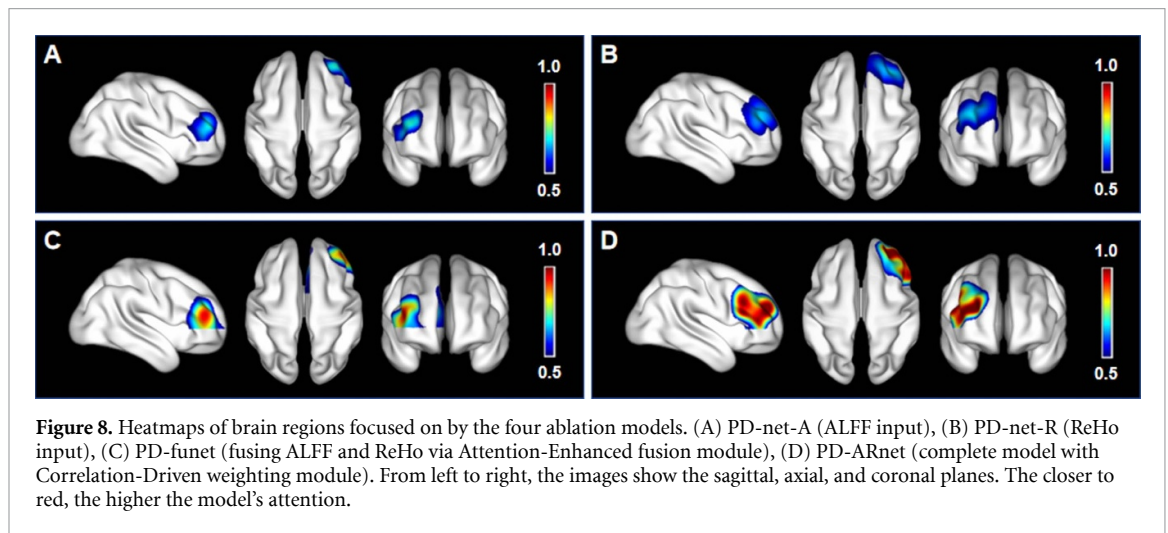 A
1.0
0.5
B
1.0
0.5
C
1.0
0.5
D
1.0
0.5
Figure 8. Heatmaps of brain regions focused on by the four ablation models. (A) PD-net-A (ALFF input), (B) PD-net-R (ReHo
input), (C) PD-funet (fusing ALFF and ReHo via Attention-Enhanced fusion module), (D) PD-ARnet (complete model with
Correlation-Driven weighting module). From left to right, the images show the sagittal, axial, and coronal planes. The closer to
red, the higher the model’s attention.